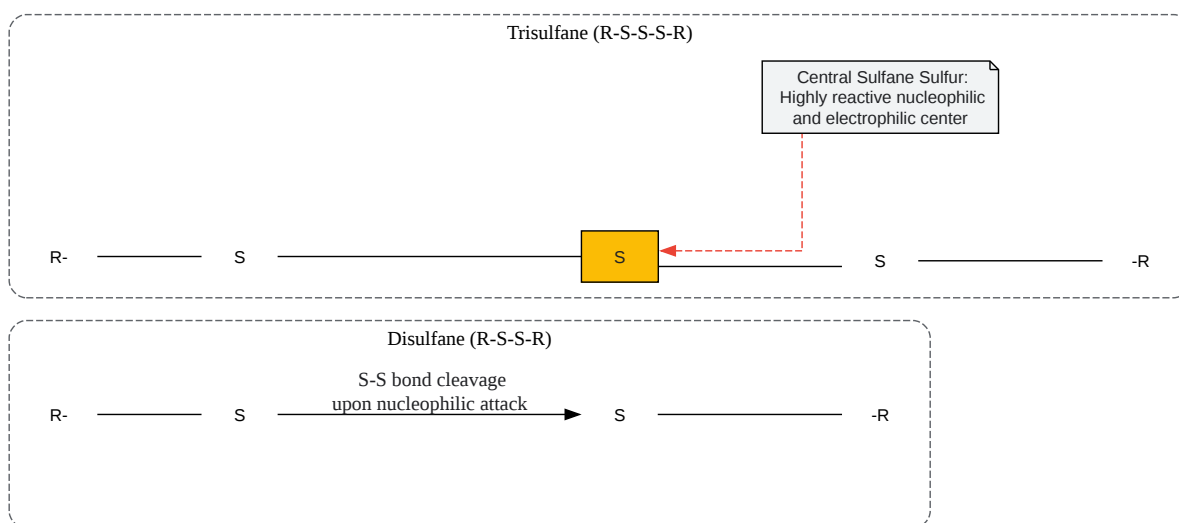 Trisulfane (R-S-S-S-R)
Central Sulfane Sulfur:
Highly reactive nucleophilic
and electrophilic center
R-
S
S
S
-R
Disulfane (R-S-S-R)
S-S bond cleavage
upon nucleophilic attack
R-
S
S
-R